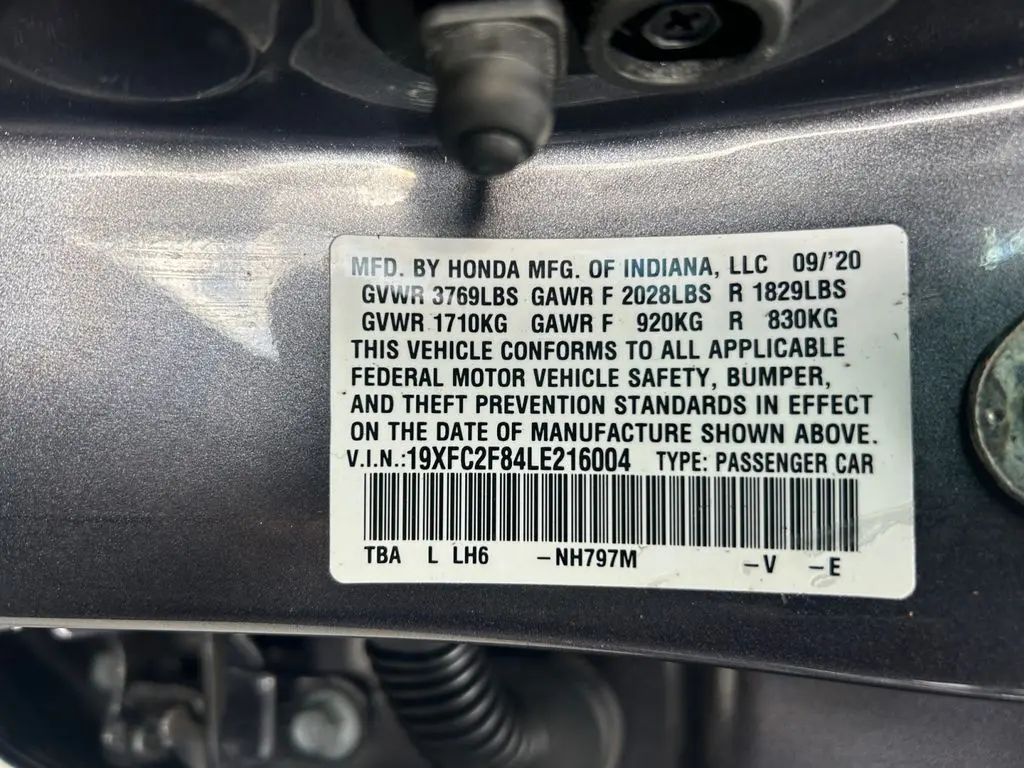 MFD. BY HONDA MFG. OF INDIANA, LLC 09/'20
GVWR 3769LBS GAWR F 2028LBS R 1829LBS
GVWR 1710KG GAWR F 920KG R 830KG
THIS VEHICLE CONFORMS TO ALL APPLICABLE
FEDERAL MOTOR VEHICLE SAFETY, BUMPER,
AND THEFT PREVENTION STANDARDS IN EFFECT
ON THE DATE OF MANUFACTURE SHOWN ABOVE.
V.I.N.:19XFC2F84LE216004 TYPE: PASSENGER CAR
TBA L LH6 -NH797M -V -E